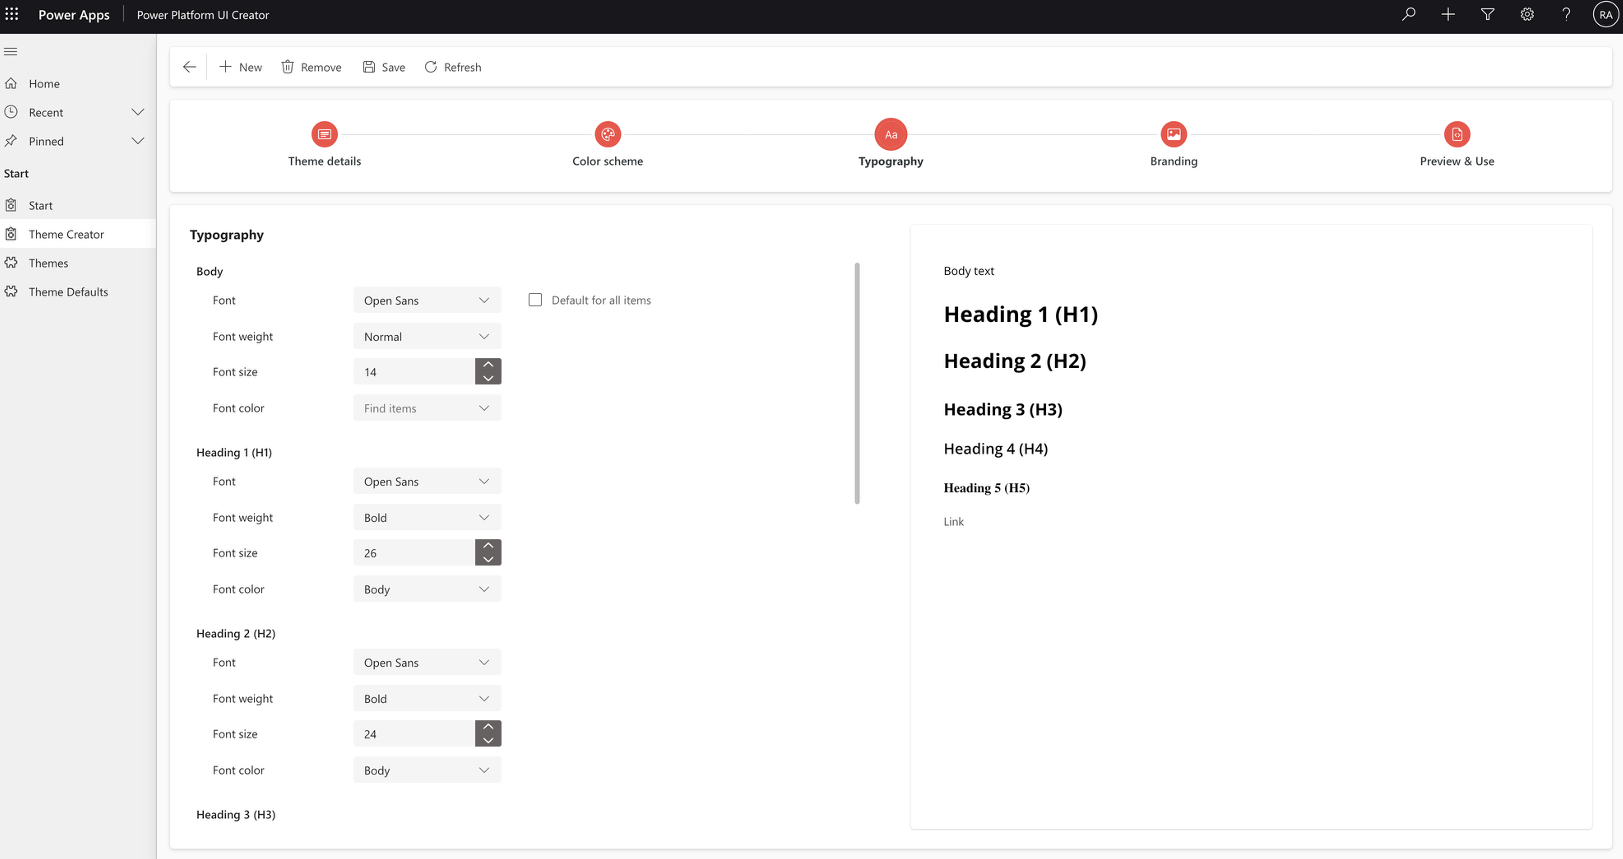 Power Apps Power Platform UI Creator RA
New Remove Save Refresh
Home
Recent
Pinned
Start
Start
Theme Creator
Themes
Theme Defaults
Aa
Theme details Color scheme Typography Branding Preview & Use
Typography
Body
Font Open Sans Default for all items
Font weight Normal
Font size 14
Font color Find items
Heading 1 (H1)
Font Open Sans
Font weight Bold
Font size 26
Font color Body
Heading 2 (H2)
Font Open Sans
Font weight Bold
Font size 24
Font color Body
Heading 3 (H3)
Body text
Heading 1 (H1)
Heading 2 (H2)
Heading 3 (H3)
Heading 4 (H4)
Heading 5 (H5)
Link